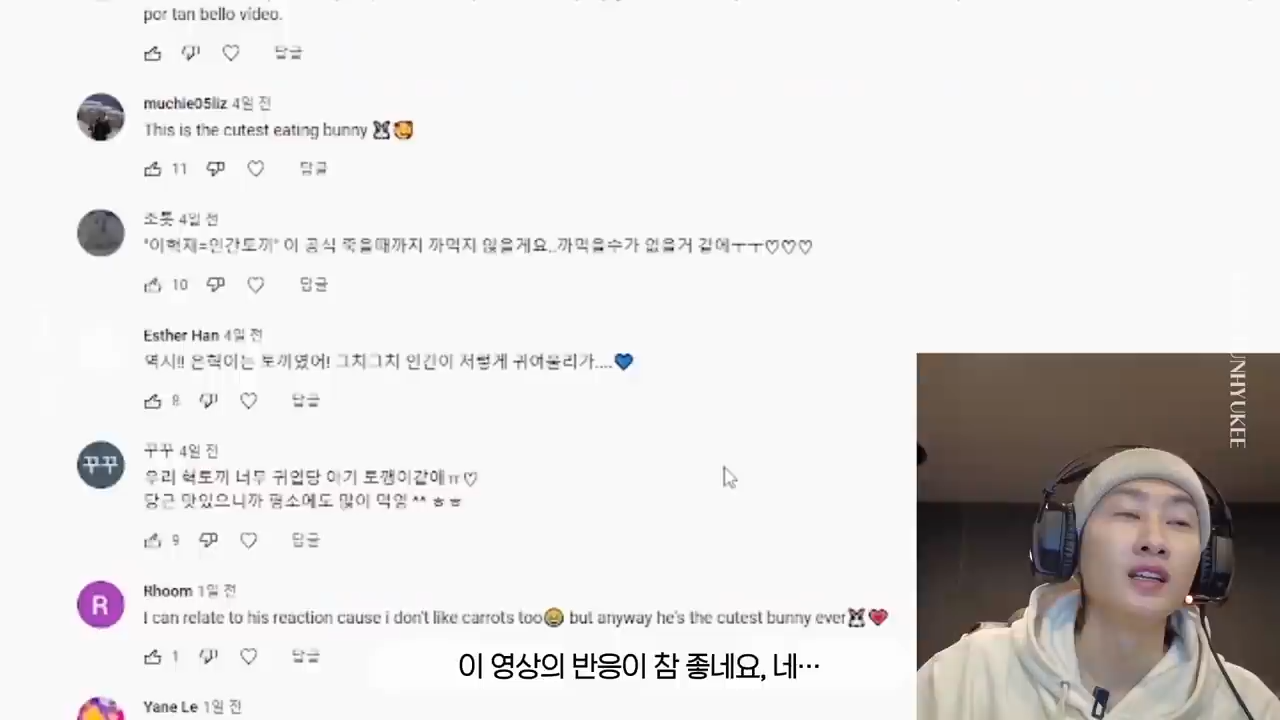 por tan bello video.
답글
muchie05liz 4일 전
This is the cutest eating bunny
11 답글
소톳 4일 전
"이혁재=인간토끼" 이 공식 죽을때까지 까먹지 않을게요..까먹을수가 없을거 같애ㅜㅜ♡♡♡
10 답글
Esther Han 4일 전
역시!! 은혁이는 토끼였어! 그치그치 인간이 저렇게 귀여울리가....💙
8 답글
꾸꾸
꾸꾸 4일 전
우리 혁토끼 너무 귀업당 아기 토깽이같애ㅠ♡
당근 맛있으니까 평소에도 많이 먹엉 ^^ ㅎㅎ
9 답글
R
Rhoom 1일 전
I can relate to his reaction cause i don't like carrots too but anyway he's the cutest bunny ever
1 답글
이 영상의 반응이 참 좋네요, 네…
Yane Le 1일 전
UNHYUKEE